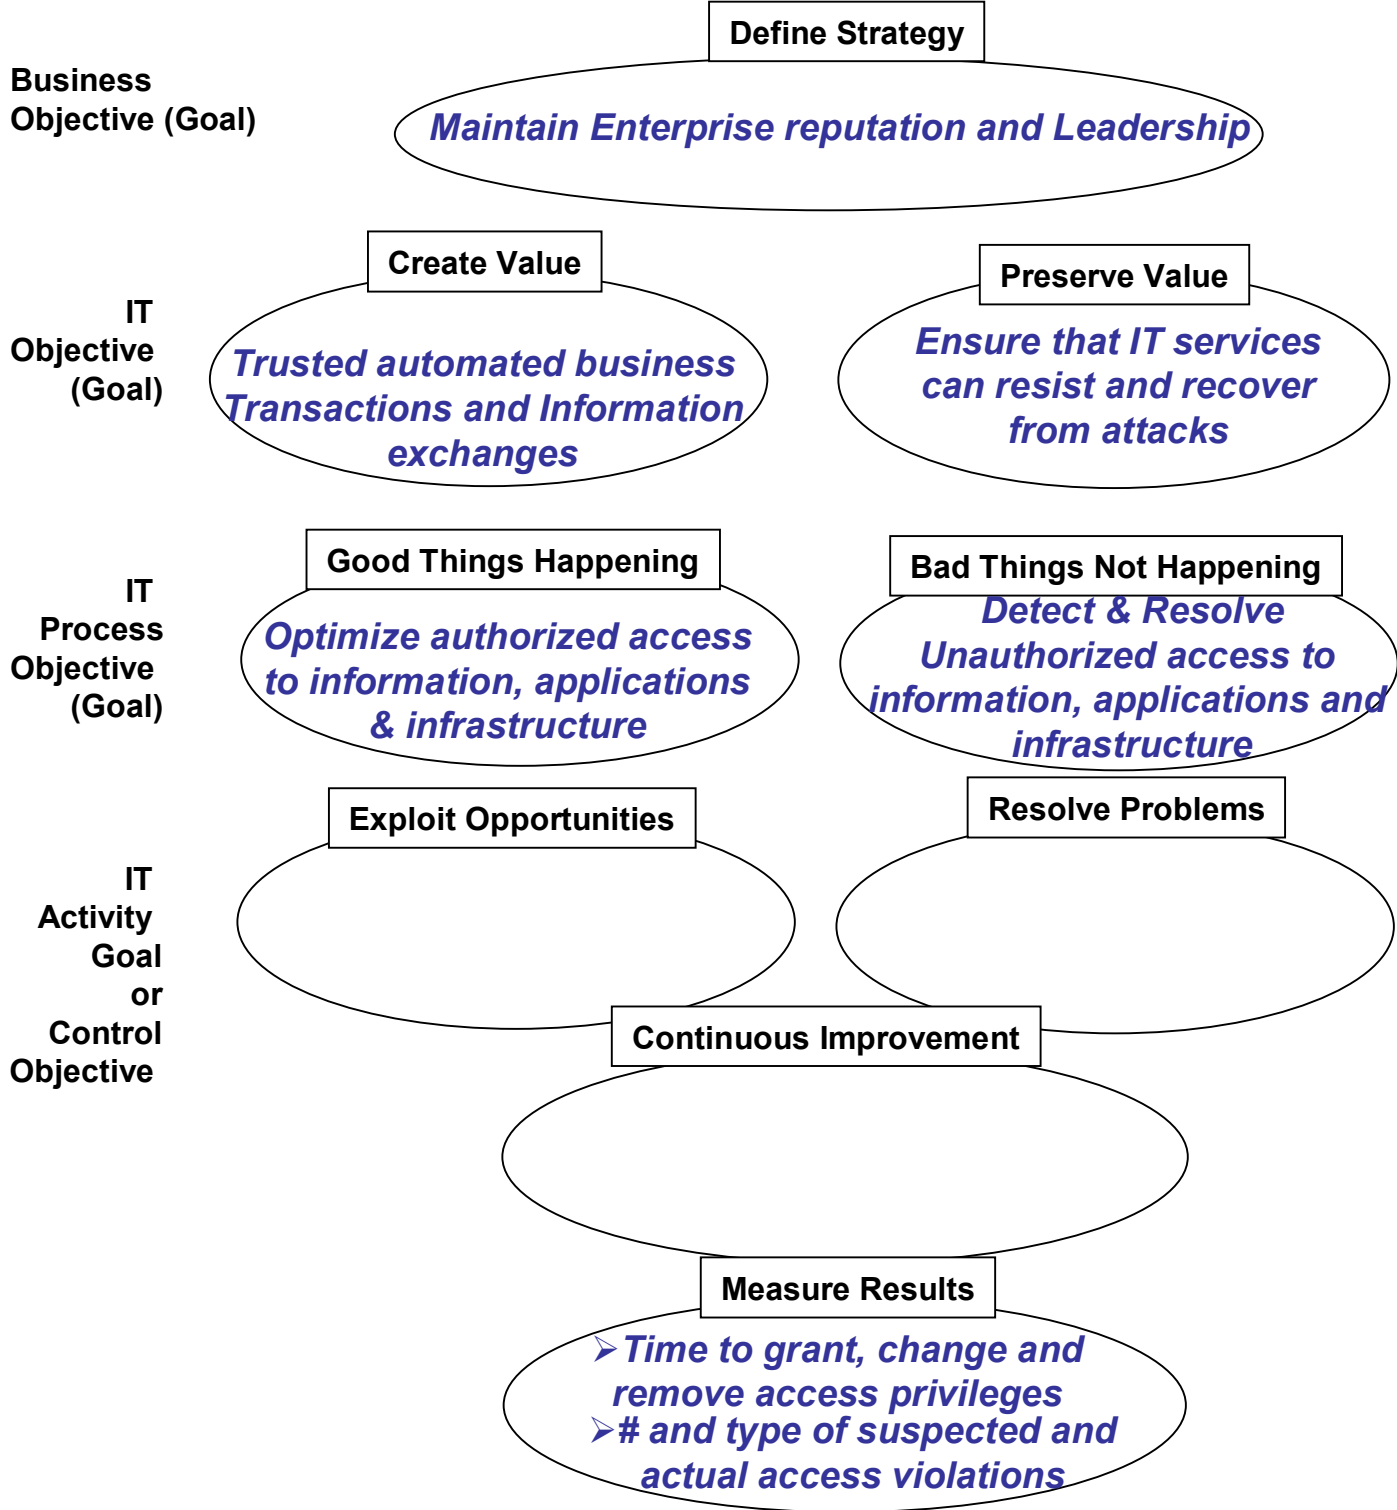 Define Strategy
Business
Objective (Goal)
Maintain Enterprise reputation and Leadership
Create Value
Preserve Value
IT
Objective
(Goal)
Trusted automated business
Transactions and Information
exchanges
Ensure that IT services
can resist and recover
from attacks
Good Things Happening
Bad Things Not Happening
IT
Process
Objective
(Goal)
Optimize authorized access
to information, applications
& infrastructure
Detect & Resolve
Unauthorized access to
information, applications and
infrastructure
Exploit Opportunities
Resolve Problems
IT
Activity
Goal
or
Control
Objective
Continuous Improvement
Measure Results
➢Time to grant, change and
remove access privileges
➢# and type of suspected and
actual access violations